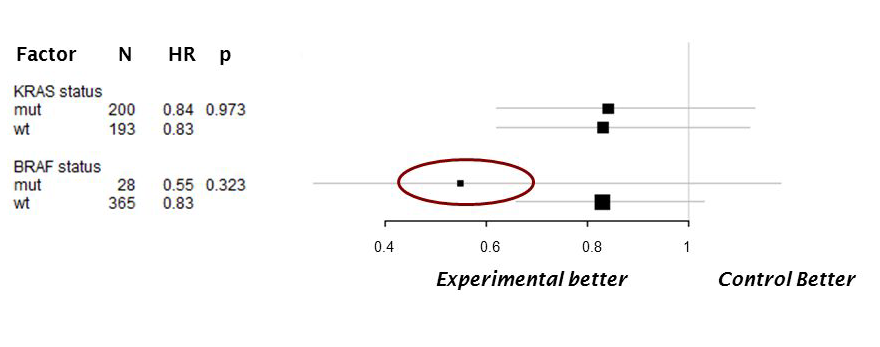 Factor N HR p
KRAS status
mut 200 0.84 0.973
wt 193 0.83
BRAF status
mut 28 0.55 0.323
wt 365 0.83
0.4 0.6 0.8 1
Experimental better Control Better